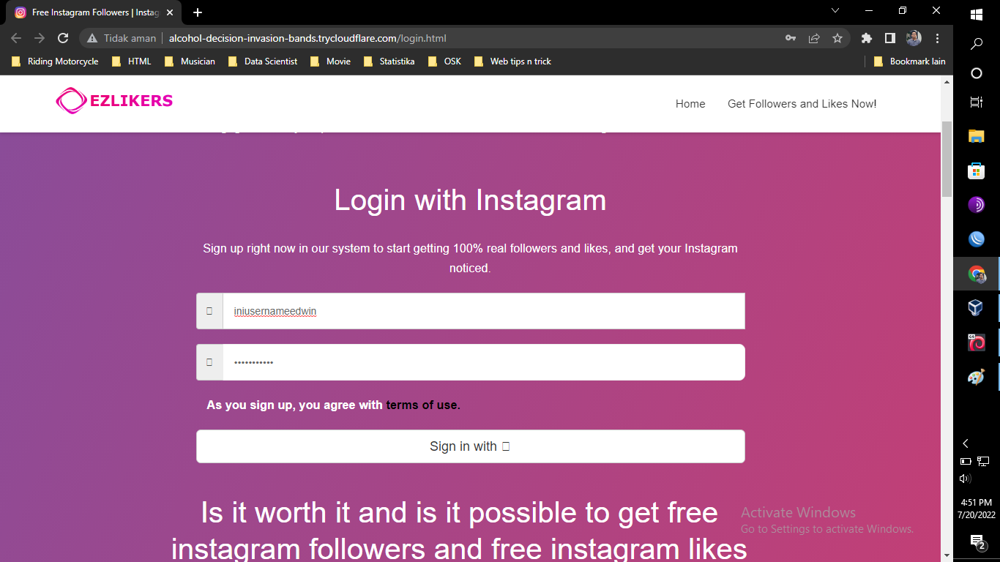 Free Instagram Followers | Instag
Tidak aman
alcohol-decision-invasion-bands.trycloudflare.com/login.html
Riding Motorcycle
HTML
Musician
Data Scientist
Movie
Statistika
OSK
Web tips n trick
Bookmark lain
EZLIKERS
Home
Get Followers and Likes Now!
Login with Instagram
Sign up right now in our system to start getting 100% real followers and likes, and get your Instagram
noticed.
iniusernameedwin
•••••••••••
As you sign up, you agree with terms of use.
Sign in with
Is it worth it and is it possible to get free
instagram followers and free instagram likes
Activate Windows
Go to Settings to activate Windows.
64
4:51 PM
7/20/2022
2